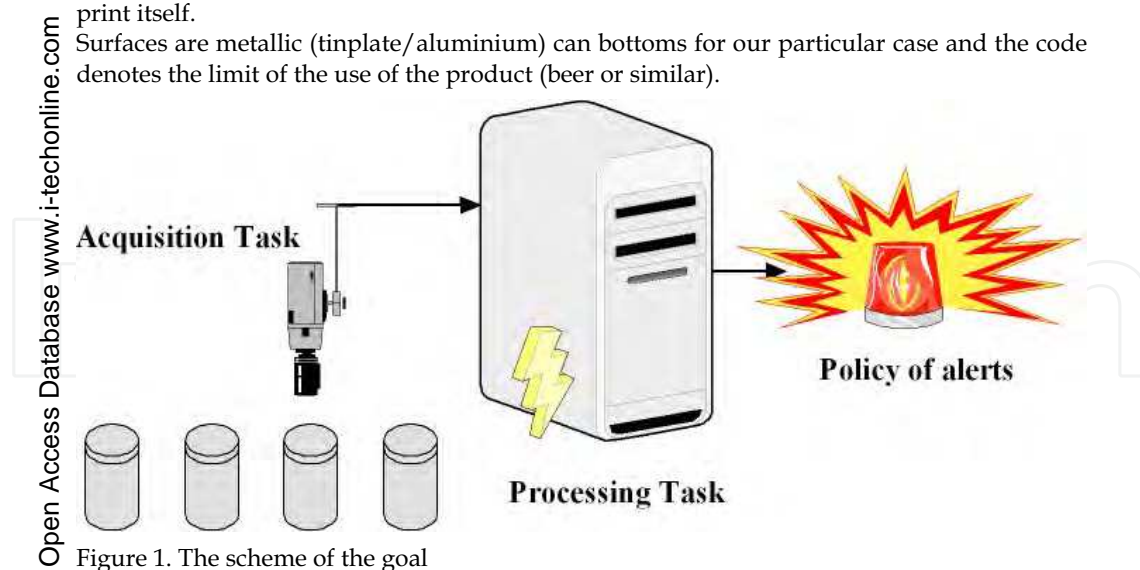 print itself.
Surfaces are metallic (tinplate/aluminium) can bottoms for our particular case and the code
denotes the limit of the use of the product (beer or similar).
Open Access Database www.i-techonline.com
Acquisition Task
Policy of alerts
Processing Task
Figure 1. The scheme of the goal